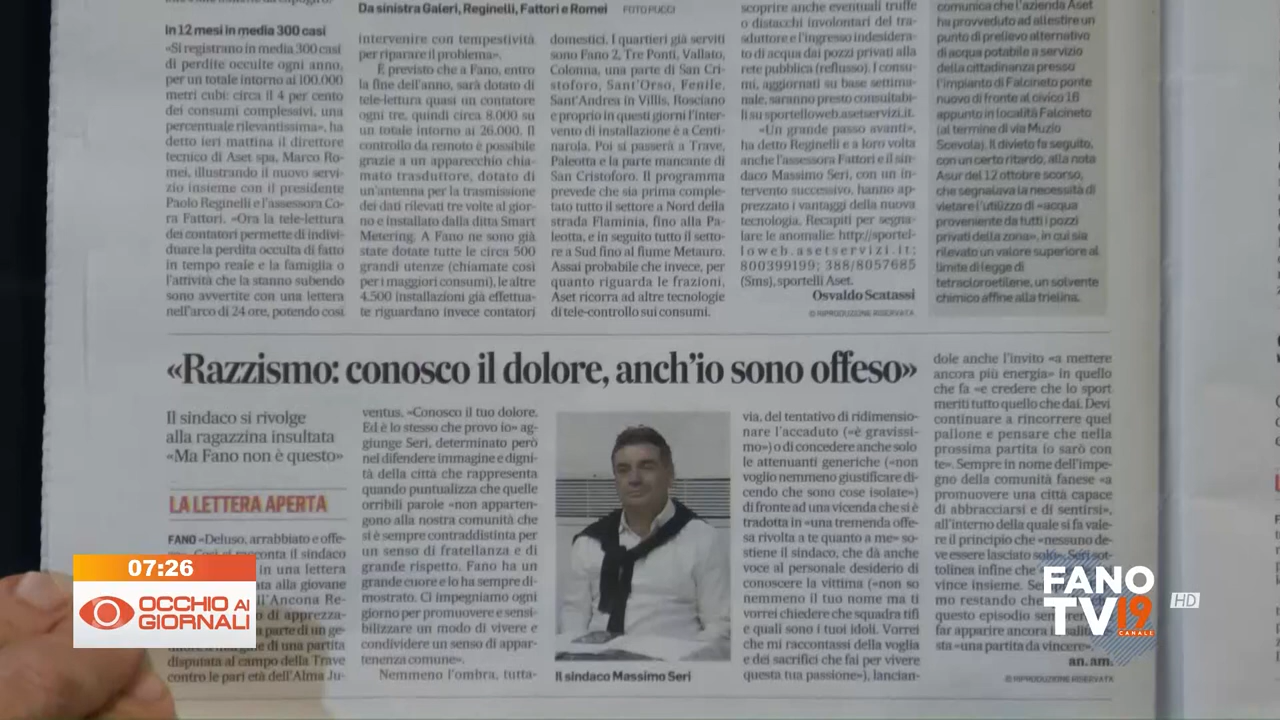 Da sinistra Galeri, Reginelli, Fattori e Romei
FOTO PUCCI
In 12 mesi in media 300 casi
«Si registrano in media 300 casi
di perdite occulte ogni anno,
per un totale intorno ai 100.000
metri cubi: circa il 4 per cento
dei consumi complessivi, una
percentuale rilevantissima», ha
detto ieri mattina il direttore
tecnico di Aset spa, Marco Ro-
mei, illustrando il nuovo servi-
zio insieme con il presidente
Paolo Reginelli e l'assessora Co-
ra Fattori. «Ora la tele-lettura
dei contatori permette di indivi-
duare la perdita occulta di fatto
in tempo reale e la famiglia o
l'attività che la stanno subendo
sono avvertite con una lettera
nell'arco di 24 ore, potendo così
intervenire con tempestività
per riparare il problema».
È previsto che a Fano, entro
la fine dell'anno, sarà dotato di
tele-lettura quasi un contatore
ogni tre, quindi circa 8.000 su
un totale intorno ai 26.000. Il
controllo da remoto è possibile
grazie a un apparecchio chia-
mato trasduttore, dotato di
un'antenna per la trasmissione
dei dati rilevati tre volte al gior-
no e installato dalla ditta Smart
Metering. A Fano ne sono già
state dotate tutte le circa 500
grandi utenze (chiamate così
per i maggiori consumi), le altre
4.500 installazioni già effettua-
te riguardano invece contatori
domestici. I quartieri già serviti
sono Fano 2, Tre Ponti, Vallato,
Colonna, una parte di San Cri-
stoforo, Sant'Orso, Fenile,
Sant'Andrea in Villis, Rosciano
e proprio in questi giorni l'inter-
vento di installazione è a Centi-
narola. Poi si passerà a Trave,
Paleotta e la parte mancante di
San Cristoforo. Il programma
prevede che sia prima comple-
tato tutto il settore a Nord della
strada Flaminia, fino alla Pa-
leotta, e in seguito tutto il setto-
re a Sud fino al fiume Metauro.
Assai probabile che invece, per
quanto riguarda le frazioni,
Aset ricorra ad altre tecnologie
di tele-controllo sui consumi.
scoprire anche eventuali truffe
o distacchi involontari del tra-
sduttore e l'ingresso indesidera-
to di acqua dai pozzi privati alla
rete pubblica (reflusso). I consu-
mi, aggiornati su base settima-
nale, saranno presto consultabi-
li su sportelloweb.asetservizi.it.
«Un grande passo avanti»,
ha detto Reginelli e a loro volta
anche l'assessora Fattori e il sin-
daco Massimo Seri, con un in-
tervento successivo, hanno ap-
prezzato i vantaggi della nuova
tecnologia. Recapiti per segna-
lare le anomalie: http://sportel-
loweb.asetservizi.it;
800399199; 388/8057685
(Sms), sportelli Aset.
Osvaldo Scatassi
© RIPRODUZIONE RISERVATA
comunica che l'azienda Aset
ha provveduto ad allestire un
punto di prelievo alternativo
di acqua potabile a servizio
della cittadinanza presso
l'impianto di Falcineto ponte
nuovo di fronte al civico 16
appunto in località Falcineto
(al termine di via Muzio
Scevola). Il divieto fa seguito,
con un certo ritardo, alla nota
Asur del 12 ottobre scorso,
che segnalava la necessità di
vietare l'utilizzo di «acqua
proveniente da tutti i pozzi
privati della zona», in cui sia
rilevato un valore superiore al
limite di legge di
tetracloroetilene, un solvente
chimico affine alla trielina.
«Razzismo: conosco il dolore, anch'io sono offeso»
Il sindaco si rivolge
alla ragazzina insultata
«Ma Fano non è questo»
LA LETTERA APERTA
FANO «Deluso, arrabbiato e offe-
racconta il sindaco
in una lettera
ta alla giovane
ll'Ancona Re-
o di apprezza-
parte di un ge-
di una partita
disputata al campo della Trave
contro le pari età dell'Alma Ju-
ventus. «Conosco il tuo dolore.
Ed è lo stesso che provo io» ag-
giunge Seri, determinato però
nel difendere immagine e digni-
tà della città che rappresenta
quando puntualizza che quelle
orribili parole «non apparten-
gono alla nostra comunità che
si è sempre contraddistinta per
un senso di fratellanza e di
grande rispetto. Fano ha un
grande cuore e lo ha sempre di-
mostrato. Ci impegniamo ogni
giorno per promuovere e sensi-
bilizzare un modo di vivere e
condividere un senso di appar-
tenenza comune».
Nemmeno l'ombra, tutta-
Il sindaco Massimo Seri
via, del tentativo di ridimensio-
nare l'accaduto («è gravissi-
mo») o di concedere anche solo
le attenuanti generiche («non
voglio nemmeno giustificare di-
cendo che sono cose isolate»)
di fronte ad una vicenda che si è
tradotta in «una tremenda offe-
sa rivolta a te quanto a me» so-
stiene il sindaco, che dà anche
voce al personale desiderio di
conoscere la vittima («non so
nemmeno il tuo nome ma ti
vorrei chiedere che squadra tifi
e quali sono i tuoi idoli. Vorrei
che mi raccontassi della voglia
e dei sacrifici che fai per vivere
questa tua passione»), lancian-
dole anche l'invito «a mettere
ancora più energia» in quello
che fa «e credere che lo sport
meriti tutto quello che dai. Devi
continuare a rincorrere quel
pallone e pensare che nella
prossima partita io sarò con
te». Sempre in nome dell'impe-
gno della comunità fanese «a
promuovere una città capace
di abbracciarsi e di sentirsi»,
all'interno della quale si fa vale-
re il principio che «nessuno de-
ve essere lasciato solo». Seri sot-
tolinea infine che
vince insieme. Se
mo restando che
questo episodio
far apparire ancora
sta «una partita da vincere».
an. am.
© RIPRODUZIONE RISERVATA
07:26
OCCHIO AI
GIORNALI
FANO
TV19
CANALE
HD